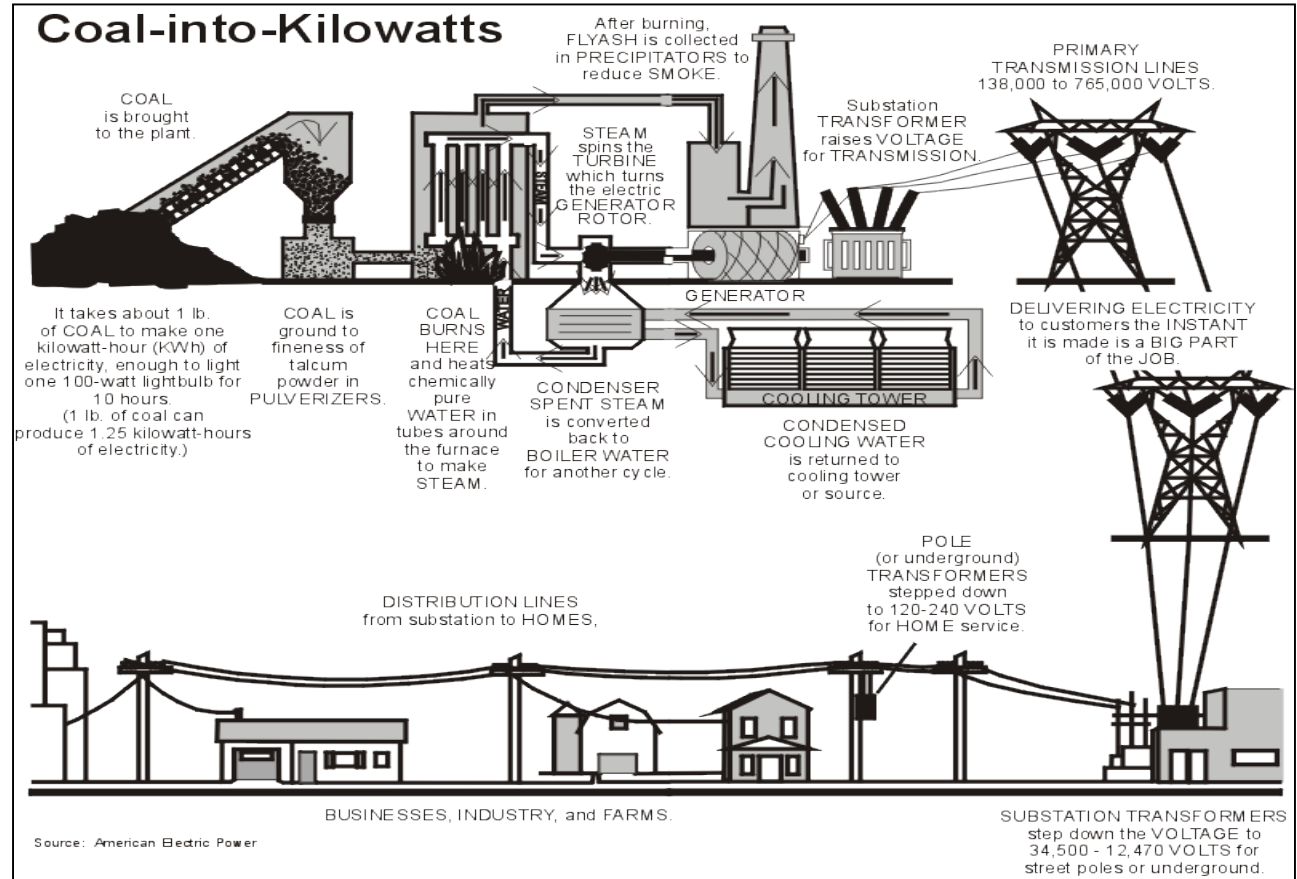 Coal-into-Kilowatts
COAL
is brought
to the plant.
After burning,
FLYASH is collected
in PRECIPITATORS to
reduce SMOKE.
STEAM
spins the
TURBINE
which turns
the electric
GENERATOR
ROTOR.
STEAM
Substation
TRANSFORMER
raises VOLTAGE
for TRANSMISSION.
PRIMARY
TRANSMISSION LINES
138,000 to 765,000 VOLTS.
It takes about 1 lb.
of COAL to make one
kilowatt-hour (KWh) of
electricity, enough to light
one 100-watt lightbulb for
10 hours.
(1 lb. of coal can
produce 1.25 kilowatt-hours
of electricity.)
COAL is
ground to
fineness of
talcum
powder in
PULVERIZERS.
COAL
BURNS
HERE
and heats
chemically
pure
WATER in
tubes around
the furnace
to make
STEAM.
WATER
CONDENSER
SPENT STEAM
is converted
back to
BOILER WATER
for another cycle.
GENERATOR
COOLING TOWER
CONDENSED
COOLING WATER
is returned to
cooling tower
or source.
DELIVERING ELECTRICITY
to customers the INSTANT
it is made is a BIG PART
of the JOB.
DISTRIBUTION LINES
from substation to HOMES,
POLE
(or underground)
TRANSFORMERS
stepped down
to 120-240 VOLTS
for HOME service.
BUSINESSES, INDUSTRY, and FARMS.
SUBSTATION TRANSFORMERS
step down the VOLTAGE to
34,500 - 12,470 VOLTS for
street poles or underground.
Source: American Electric Power